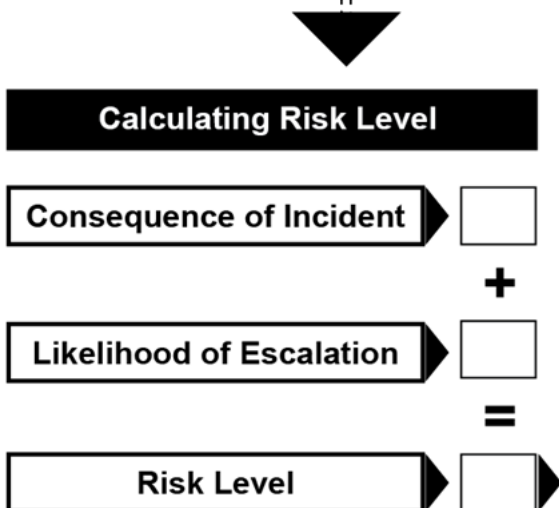 Calculating Risk Level
Consequence of Incident
+
Likelihood of Escalation
=
Risk Level